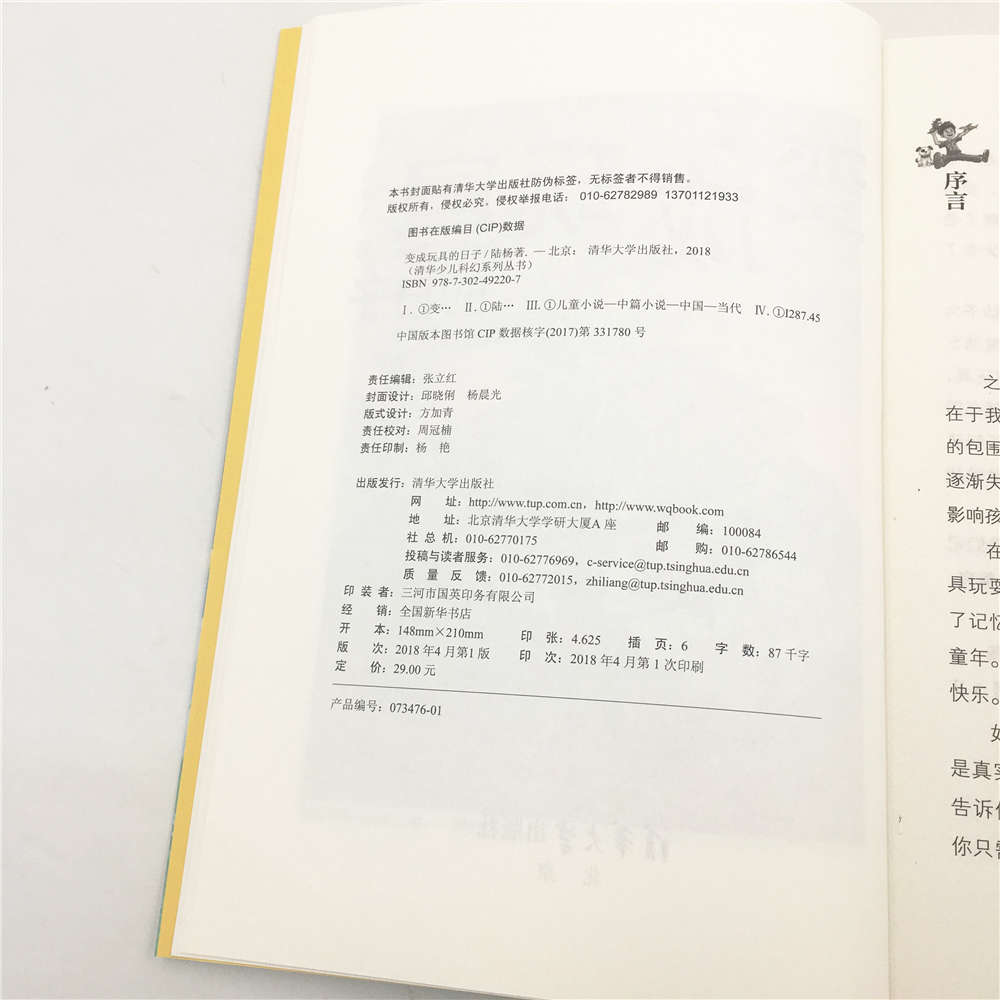 本书封面贴有清华大学出版社防伪标签，无标签者不得销售。
版权所有，侵权必究。侵权举报电话： 010-62782989 13701121933
图书在版编目 (CIP)数据
变成玩具的日子 / 陆杨著. — 北京： 清华大学出版社，2018
（清华少儿科幻系列丛书）
ISBN 978-7-302-49220-7
Ⅰ. ①变… Ⅱ. ①陆… Ⅲ. ①儿童小说—中篇小说—中国—当代 Ⅳ. ①I287.45
中国版本图书馆 CIP 数据核字(2017)第 331780 号
责任编辑：张立红
封面设计：邱晓俐 杨晨光
版式设计：方加青
责任校对：周冠楠
责任印制：杨 艳
出版发行：清华大学出版社
网 址：http://www.tup.com.cn，http://www.wqbook.com
地 址：北京清华大学学研大厦A 座 邮 编：100084
社 总 机：010-62770175 邮 购：010-62786544
投稿与读者服务：010-62776969，c-service@tup.tsinghua.edu.cn
质 量 反 馈：010-62772015，zhiliang@tup.tsinghua.edu.cn
印 装 者：三河市国英印务有限公司
经 销：全国新华书店
开 本：148mm×210mm 印 张：4.625 插 页：6 字 数：87 千字
版 次：2018 年 4 月第 1 版 印 次：2018 年 4 月第 1 次印刷
定 价：29.00 元
产品编号：073476-01
序言
之
在于我
的包围
逐渐失
影响孩
在
具玩耍
了记忆
童年。
快乐。
如
是真实
告诉你
你只需